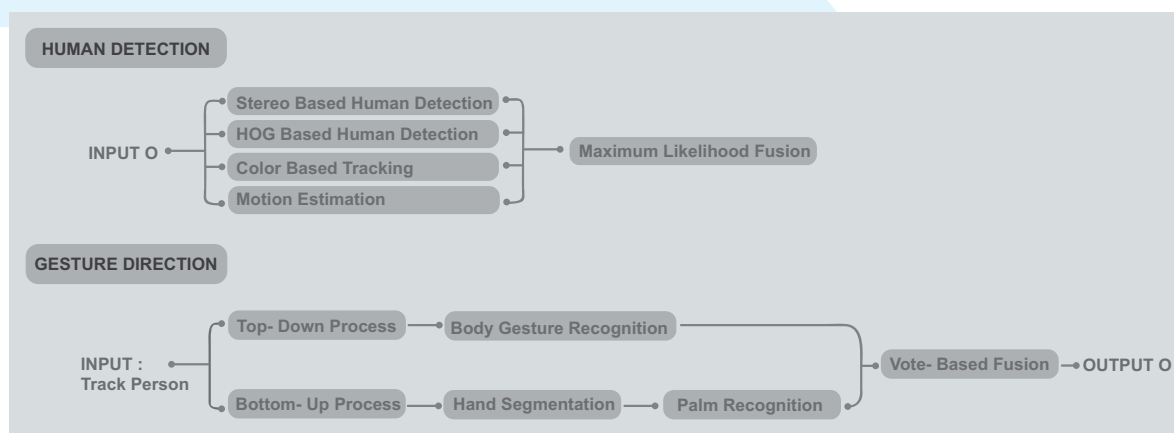 HUMAN DETECTION
Stereo Based Human Detection
HOG Based Human Detection
INPUT O
Maximum Likelihood Fusion
Color Based Tracking
Motion Estimation
GESTURE DIRECTION
Top- Down Process
Body Gesture Recognition
INPUT :
Track Person
Vote- Based Fusion
OUTPUT O
Bottom- Up Process
Hand Segmentation
Palm Recognition